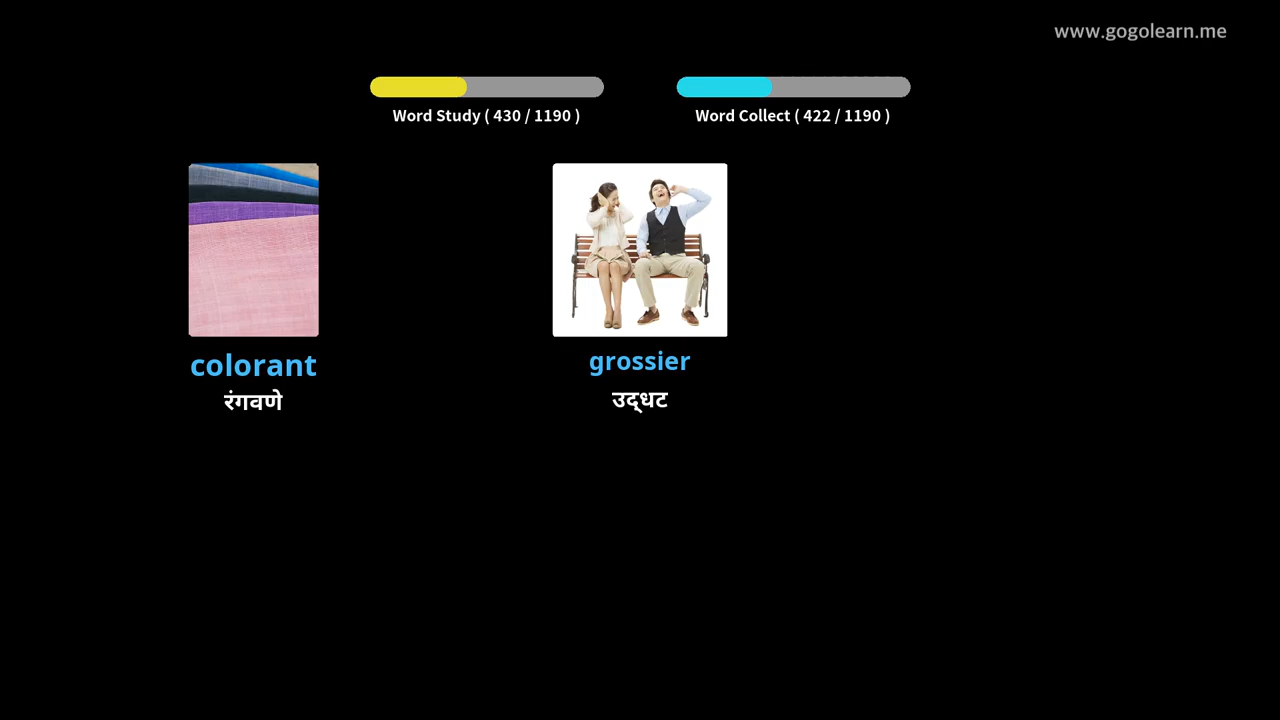 www.gogolearn.me
Word Study ( 430 / 1190 )
Word Collect ( 422 / 1190 )
colorant
रंगवणे
grossier
उद्धट